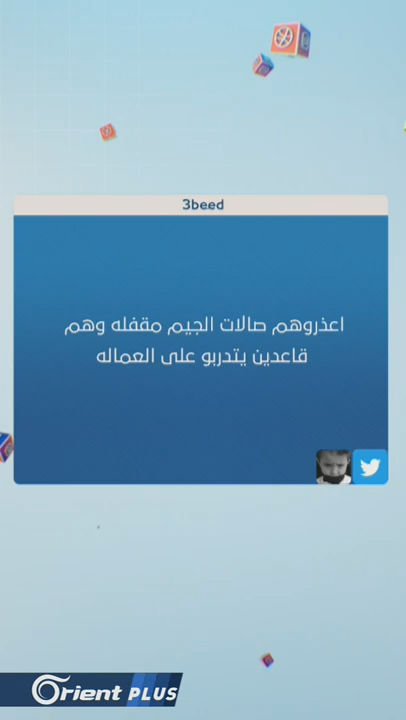 3beed
اعذروهم صالات الجيم مقفله وهم
قاعدين يتدربو على العماله
Orient PLUS